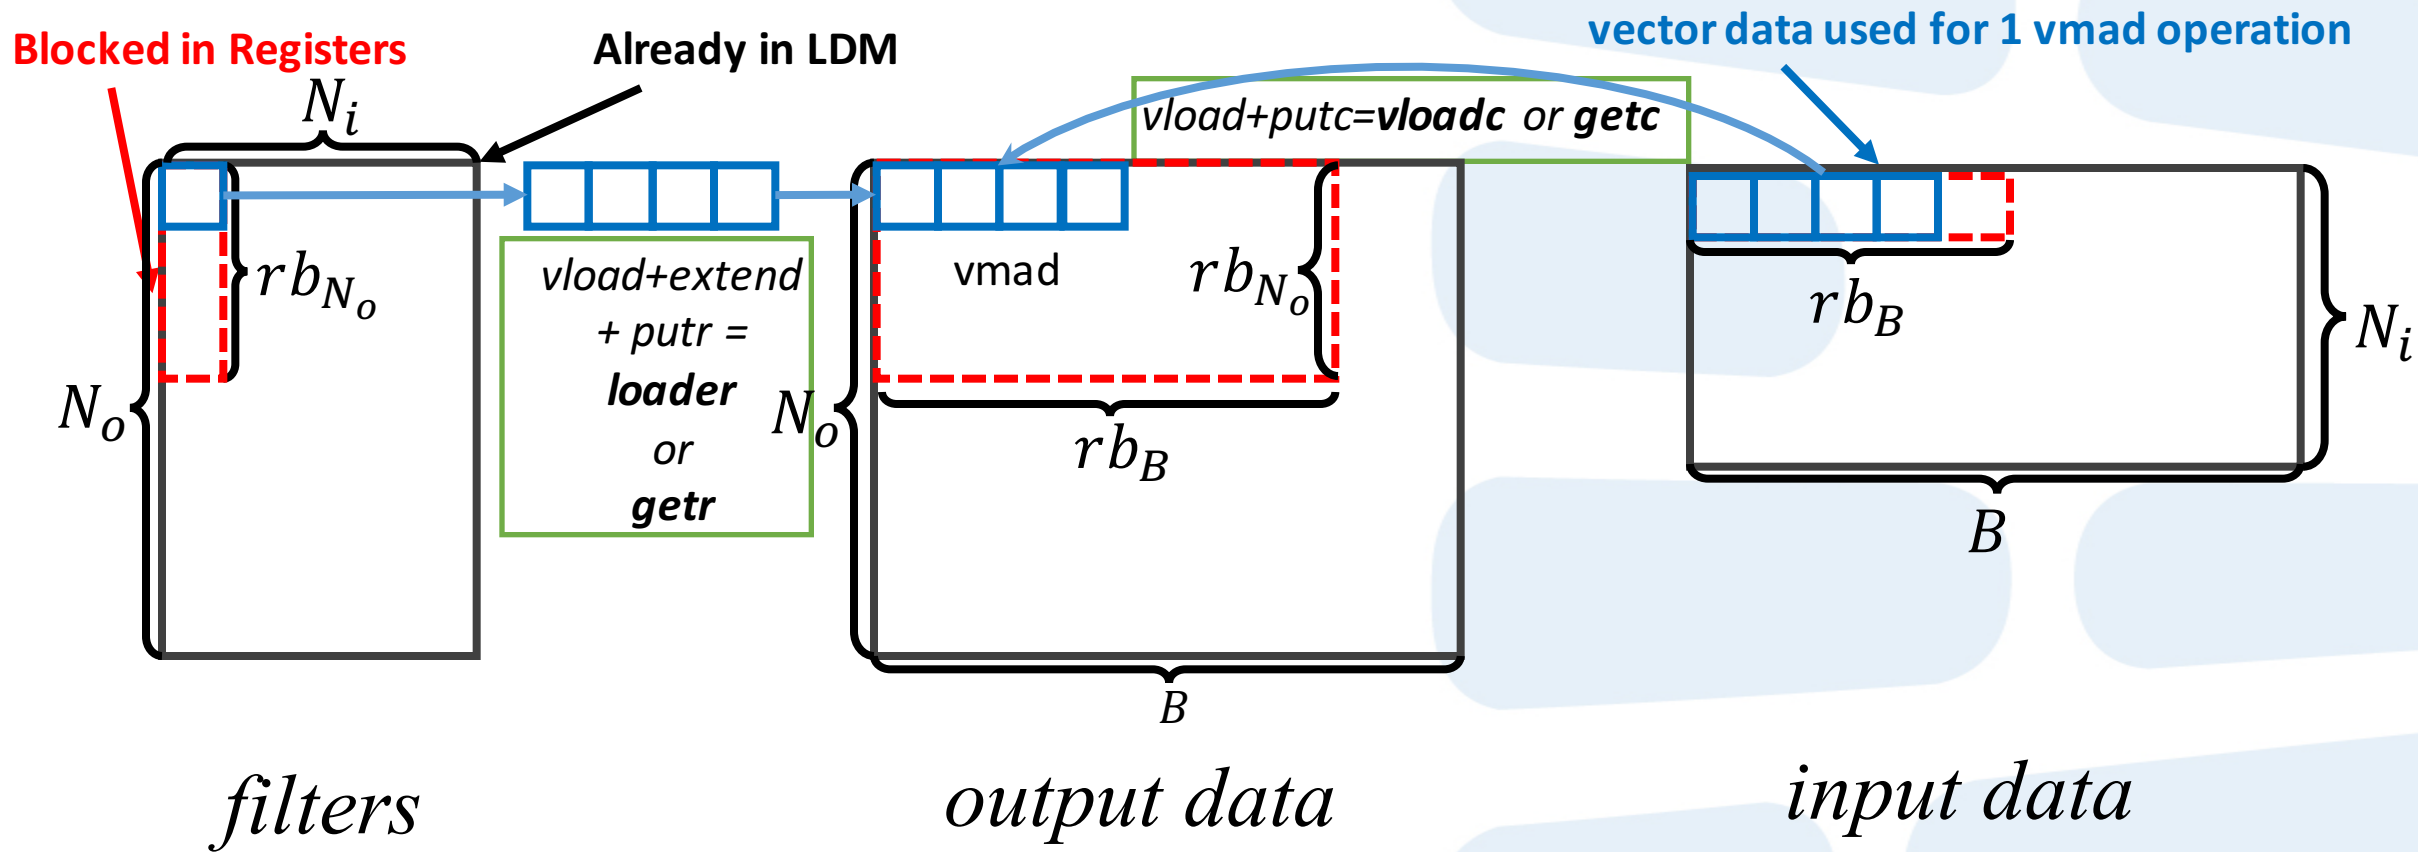 Blocked in Registers
Already in LDM
vector data used for 1 vmad operation
N_i
vload+putc=vloadc or getc
rb_{N_o}
vload+extend
+ putr =
loader
or
getr
vmad
rb_{N_o}
rb_B
N_i
N_o
N_o
rb_B
B
B
filters
output data
input data